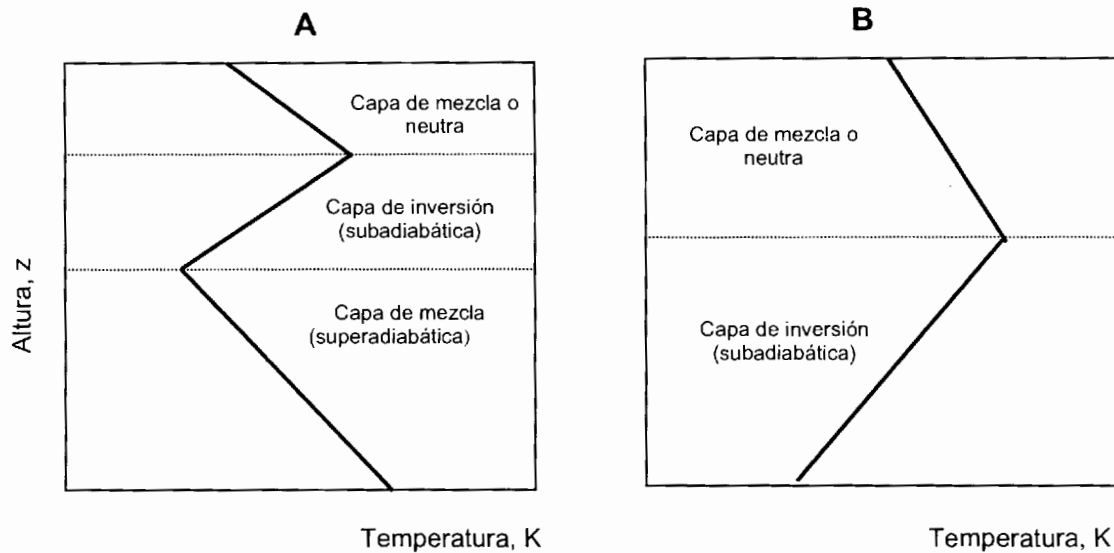 A
Capa de mezcla o
neutra
Capa de inversión
(subadiabática)
Capa de mezcla
(superadiabática)
Altura, z
Temperatura, K
B
Capa de mezcla o
neutra
Capa de inversión
(subadiabática)
Temperatura, K